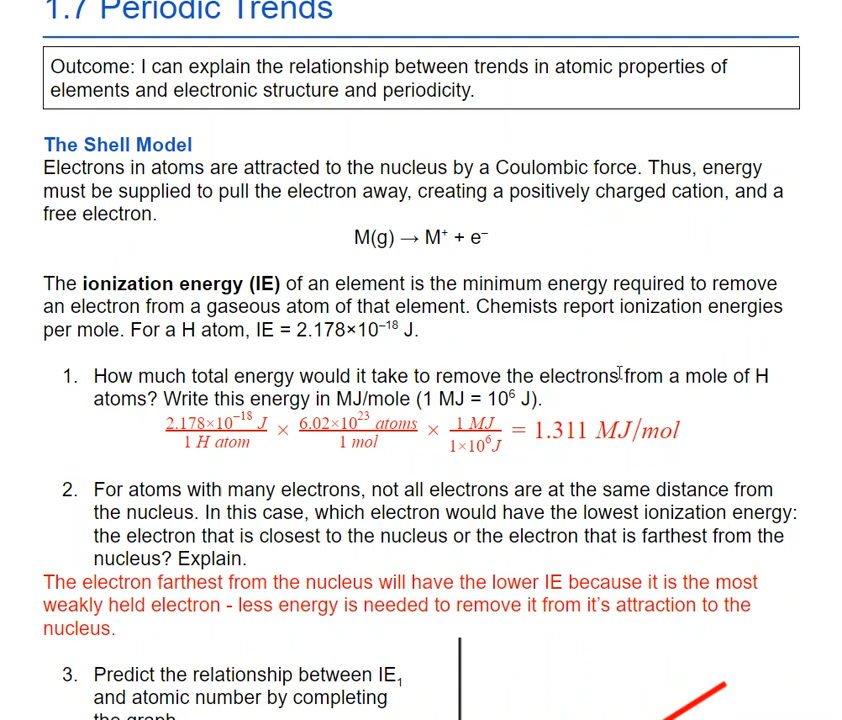 1.7 Periodic Trends
Outcome: I can explain the relationship between trends in atomic properties of
elements and electronic structure and periodicity.
The Shell Model
Electrons in atoms are attracted to the nucleus by a Coulombic force. Thus, energy
must be supplied to pull the electron away, creating a positively charged cation, and a
free electron.
M(g) → M⁺ + e⁻
The ionization energy (IE) of an element is the minimum energy required to remove
an electron from a gaseous atom of that element. Chemists report ionization energies
per mole. For a H atom, IE = 2.178×10⁻¹⁸ J.
1. How much total energy would it take to remove the electrons from a mole of H
atoms? Write this energy in MJ/mole (1 MJ = 10⁶ J).
2.178×10⁻¹⁸ J / 1 H atom × 6.02×10²³ atoms / 1 mol × 1 MJ / 1×10⁶J = 1.311 MJ/mol
2. For atoms with many electrons, not all electrons are at the same distance from
the nucleus. In this case, which electron would have the lowest ionization energy:
the electron that is closest to the nucleus or the electron that is farthest from the
nucleus? Explain.
The electron farthest from the nucleus will have the lower IE because it is the most
weakly held electron - less energy is needed to remove it from it's attraction to the
nucleus.
3. Predict the relationship between IE₁
and atomic number by completing
the graph